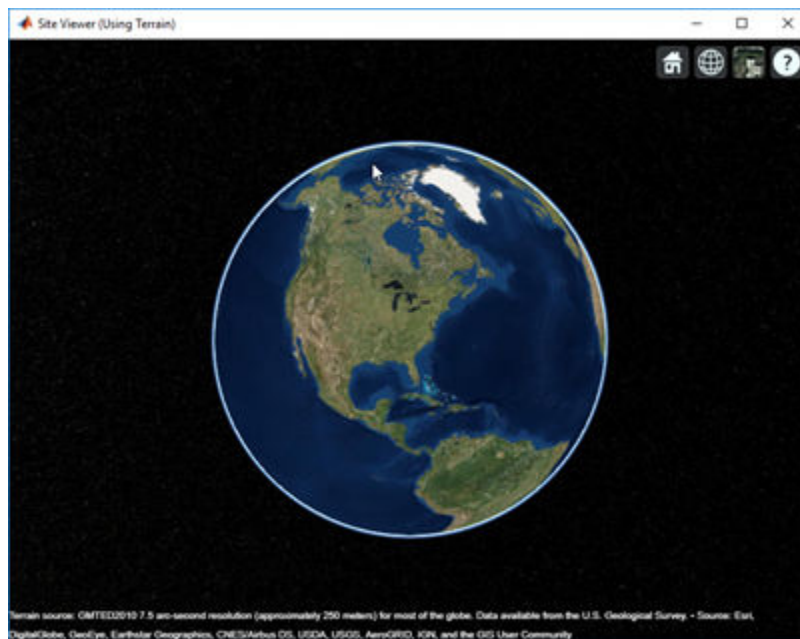 Site Viewer (Using Terrain)
?
Terrain source: GMTED2010 7.5 arc-second resolution (approximately 250 meters) for most of the globe. Data available from the U.S. Geological Survey. • Source: Esri,
DigitalGlobe, GeoEye, Earthstar Geographics, CNES/Airbus DS, USDA, USGS, AeroGRID, IGN, and the GIS User Community